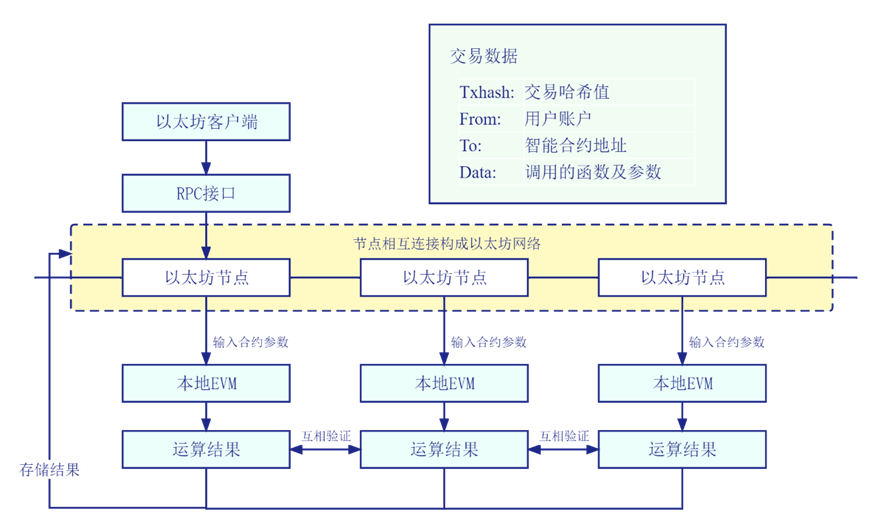 交易数据
Txhash: 交易哈希值
From: 用户账户
To: 智能合约地址
Data: 调用的函数及参数
以太坊客户端
RPC接口
节点相互连接构成以太坊网络
以太坊节点
以太坊节点
以太坊节点
输入合约参数
输入合约参数
输入合约参数
本地EVM
本地EVM
本地EVM
运算结果
互相验证
运算结果
互相验证
运算结果
存储结果